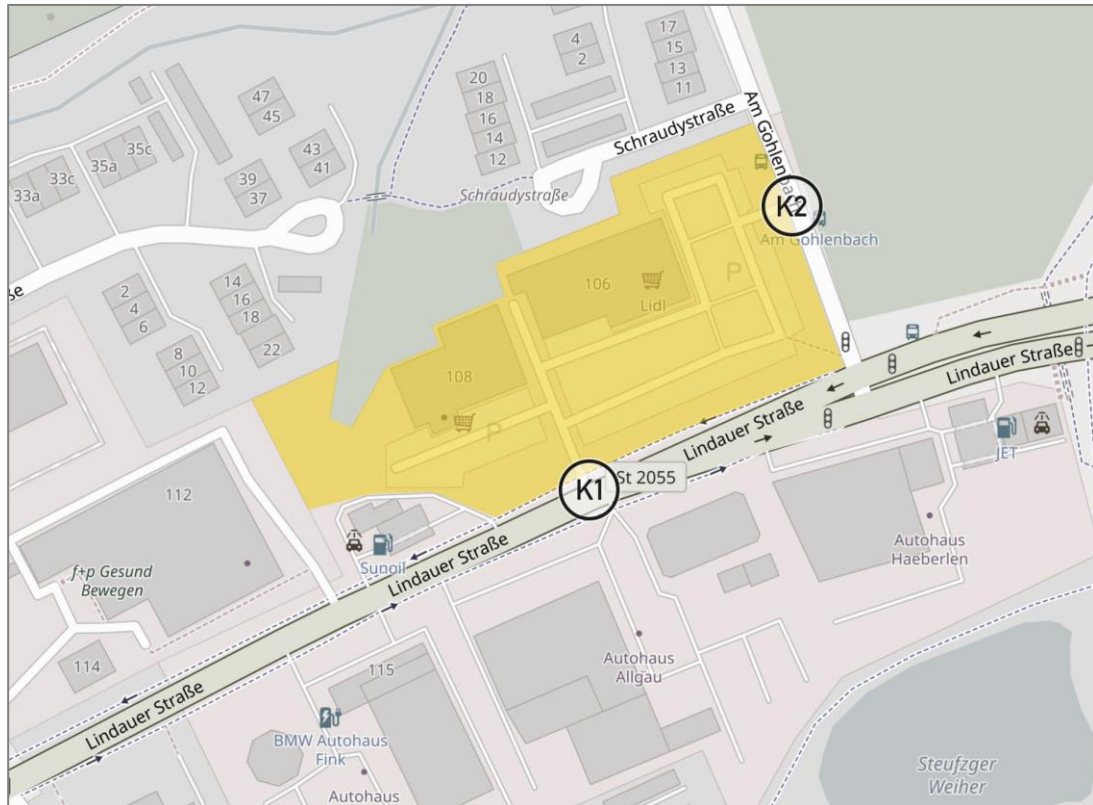 17
15
13
11
4
2
20
18
16
14
12
47
45
43
41
35c
35a
33c
33a
39
37
Schraudystraße
Am Göhlenbach
Schraudystraße
K2
Am Göhlenbach
P
106
Lidl
2
4
6
14
16
18
22
8
10
12
108
P
Lindauer Straße
Lindauer Straße
JET
K1
St 2055
112
f+p Gesund
Bewegen
Sunoil
Lindauer Straße
Autohaus
Haeberlen
114
115
Autohaus
Allgäu
Lindauer Straße
BMW Autohaus
Fink
Autohaus
Steufzger
Weiher